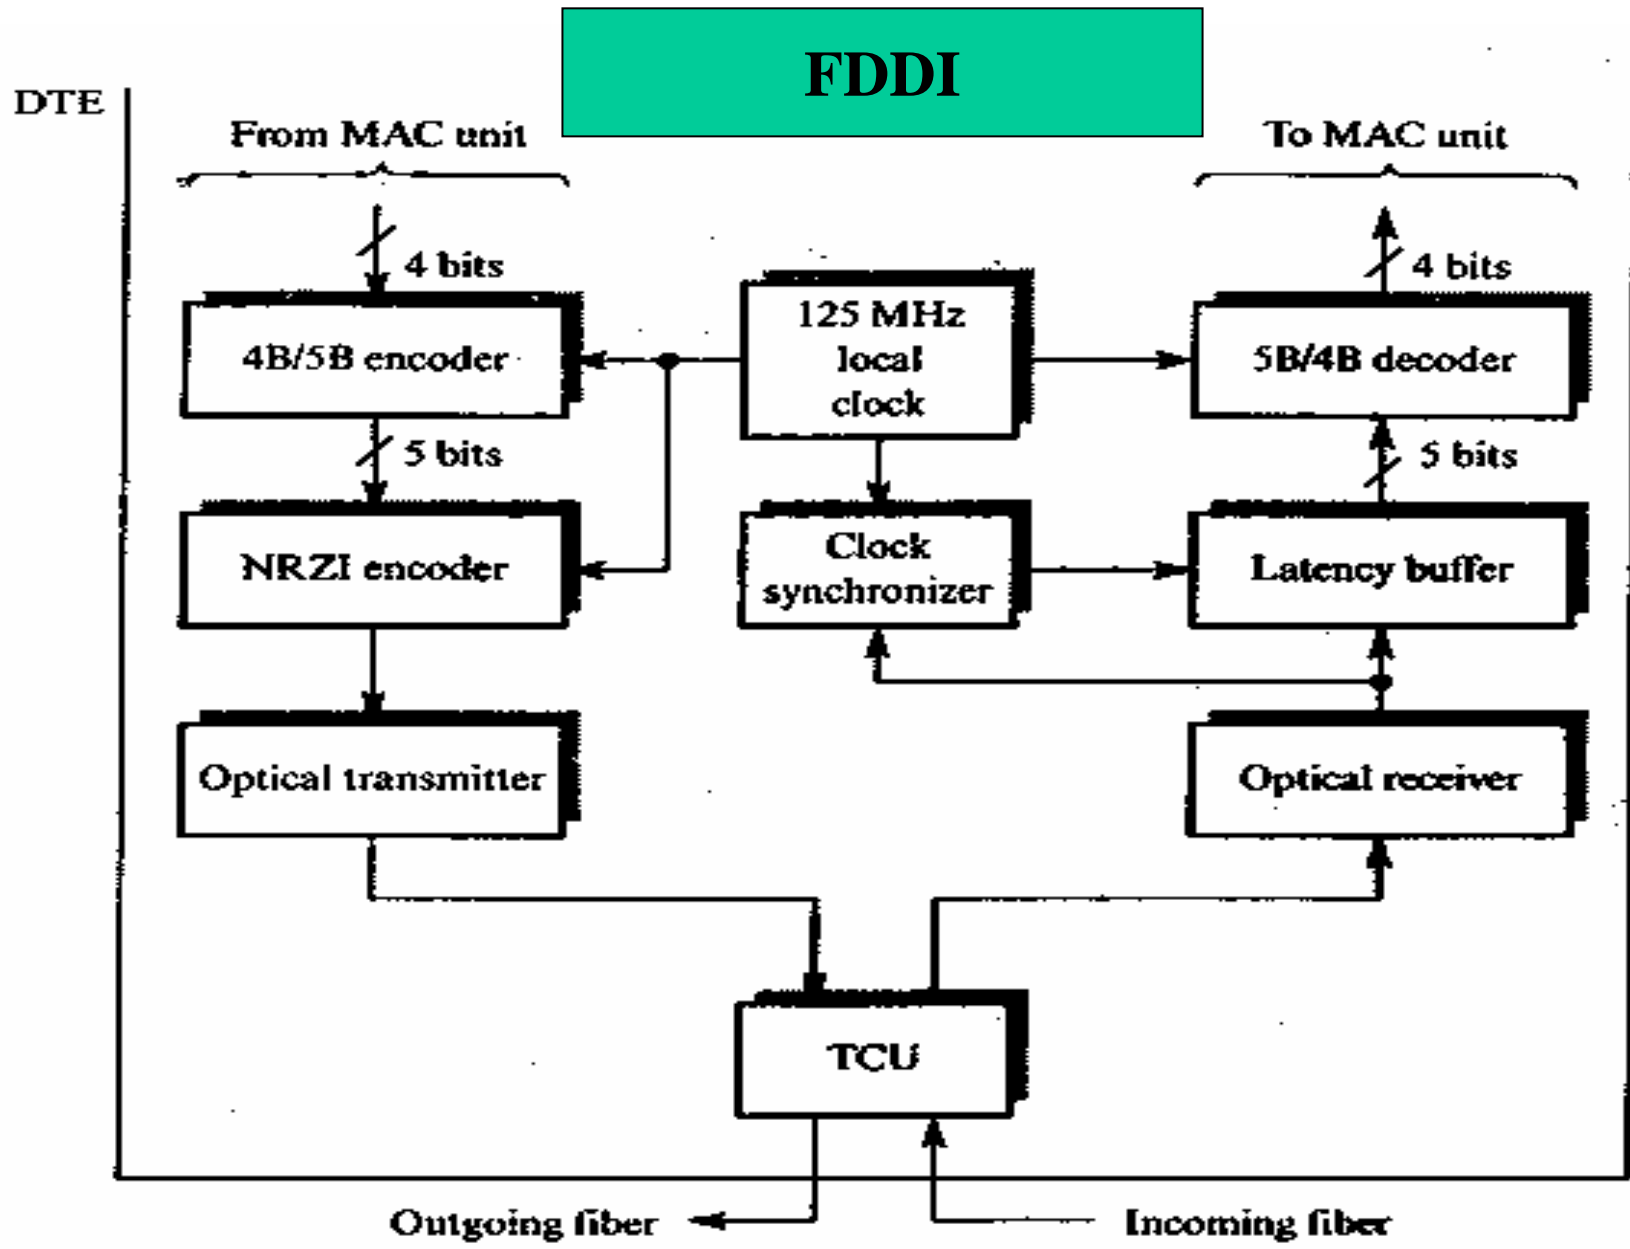 FDDI
DTE
From MAC unit
To MAC unit
4 bits
4 bits
125 MHz
local
clock
4B/5B encoder
5B/4B decoder
5 bits
5 bits
NRZI encoder
Clock
synchronizer
Latency buffer
Optical transmitter
Optical receiver
TCU
Outgoing fiber
Incoming fiber